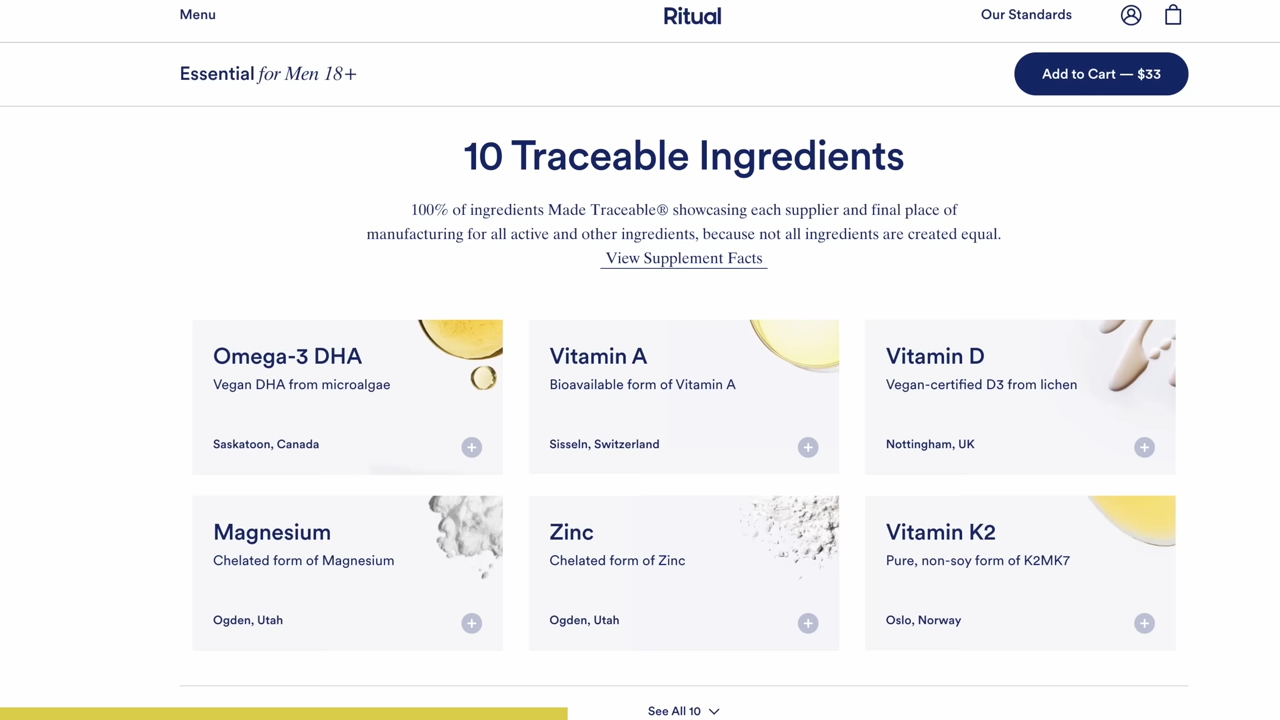 Menu
Ritual
Our Standards
Essential for Men 18+
Add to Cart — $33
10 Traceable Ingredients
100% of ingredients Made Traceable® showcasing each supplier and final place of
manufacturing for all active and other ingredients, because not all ingredients are created equal.
View Supplement Facts
Omega-3 DHA
Vegan DHA from microalgae
Saskatoon, Canada
Vitamin A
Bioavailable form of Vitamin A
Sisseln, Switzerland
Vitamin D
Vegan-certified D3 from lichen
Nottingham, UK
Magnesium
Chelated form of Magnesium
Ogden, Utah
Zinc
Chelated form of Zinc
Ogden, Utah
Vitamin K2
Pure, non-soy form of K2MK7
Oslo, Norway
See All 10